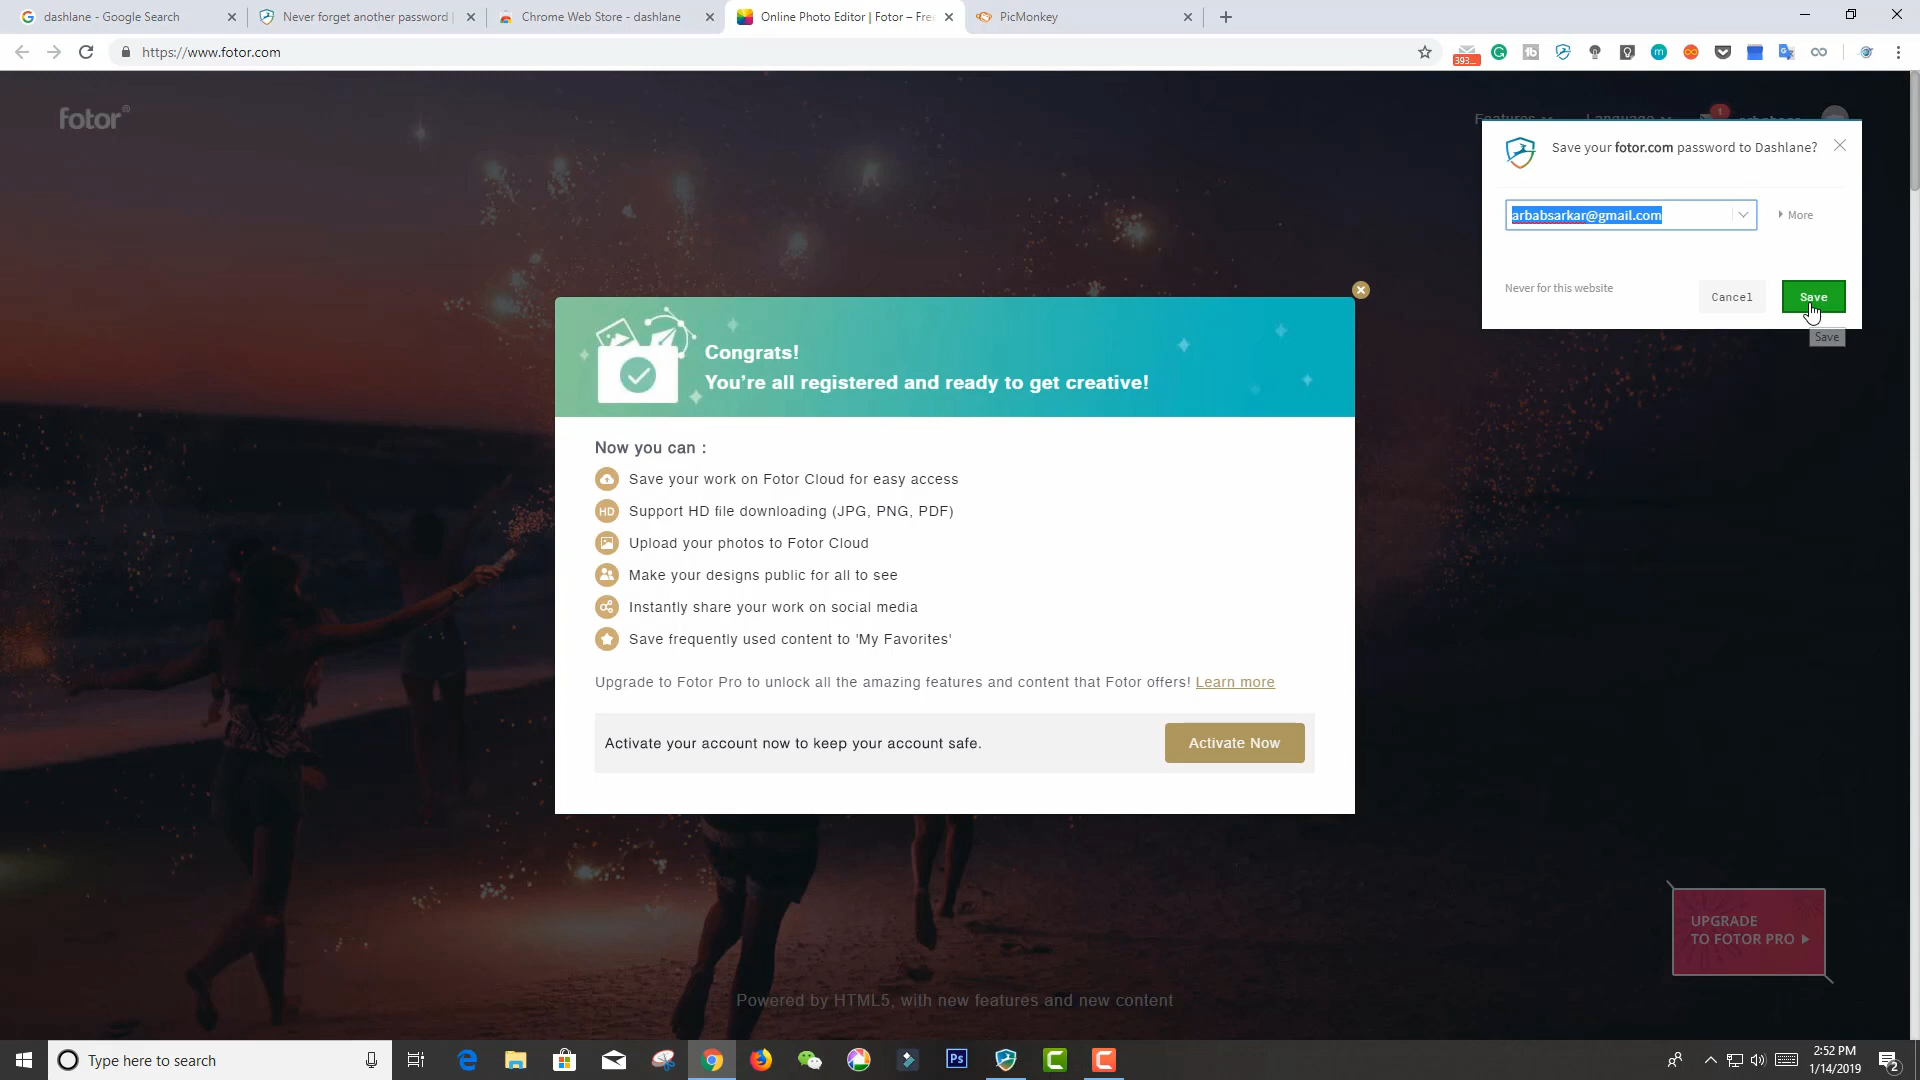 dashlane - Google Search
Never forget another password |
Chrome Web Store - dashlane
Online Photo Editor | Fotor – Free
PicMonkey
https://www.fotor.com
393...
fotor®
Features
Language
1
Save your fotor.com password to Dashlane?
arbabsarkar@gmail.com
More
Never for this website
Cancel
Save
Save
Congrats!
You're all registered and ready to get creative!
Now you can :
Save your work on Fotor Cloud for easy access
HD
Support HD file downloading (JPG, PNG, PDF)
Upload your photos to Fotor Cloud
Make your designs public for all to see
Instantly share your work on social media
Save frequently used content to 'My Favorites'
Upgrade to Fotor Pro to unlock all the amazing features and content that Fotor offers! Learn more
Activate your account now to keep your account safe.
Activate Now
UPGRADE
TO FOTOR PRO
Powered by HTML5, with new features and new content
Type here to search
Ps
2:52 PM
1/14/2019
2